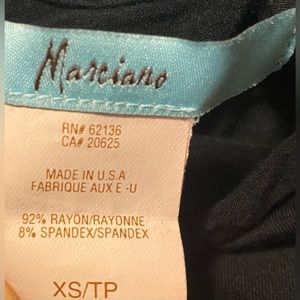 Marciano
RN# 62136
CA# 20625
MADE IN U.S.A
FABRIQUE AUX E -U
92% RAYON/RAYONNE
8% SPANDEX/SPANDEX
XS/TP